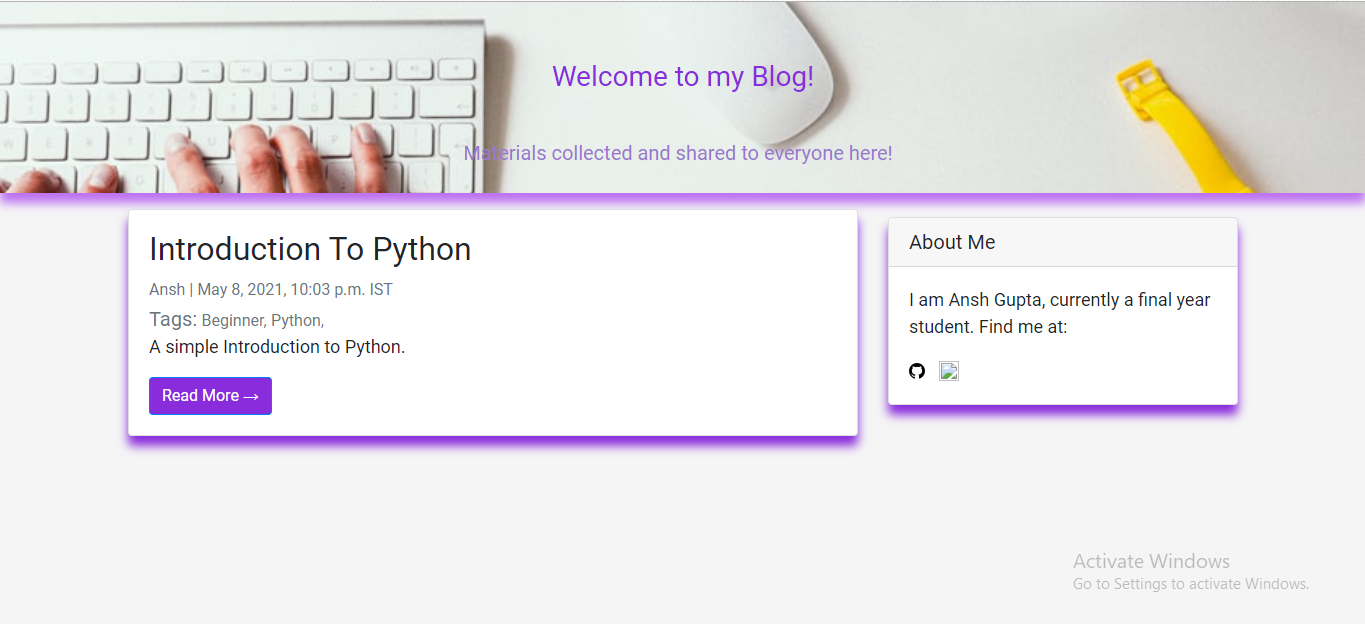 Welcome to my Blog!
Materials collected and shared to everyone here!
Introduction To Python
Ansh | May 8, 2021, 10:03 p.m. IST
Tags: Beginner, Python,
A simple Introduction to Python.
Read More →
About Me
I am Ansh Gupta, currently a final year
student. Find me at:
Activate Windows
Go to Settings to activate Windows.